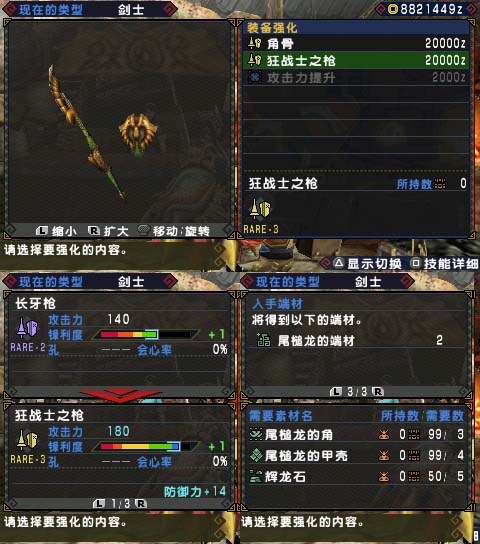 现在的类型 剑士
8821449z
装备强化
角骨 20000z
狂战士之枪 20000z
攻击力提升 2000z
狂战士之枪 所持数 0
RARE-3
L 缩小 R 扩大 移动/旋转
请选择要强化的内容。
△显示切换 □技能详细
现在的类型 剑士
长牙枪
攻击力 140
锋利度 +1
RARE-2 孔 --- 会心率 0%
狂战士之枪
攻击力 180
锋利度 +1
RARE-3 孔 --- 会心率 0%
防御力+14
L 1/3 R
请选择要强化的内容。
现在的类型 剑士
入手端材
将得到以下的端材。
尾槌龙的端材 2
L 3/3 R
需要素材名 所持数/需要数
尾槌龙的角 0 99/ 3
尾槌龙的甲壳 0 99/ 4
辉龙石 0 50/ 5
请选择要强化的内容。